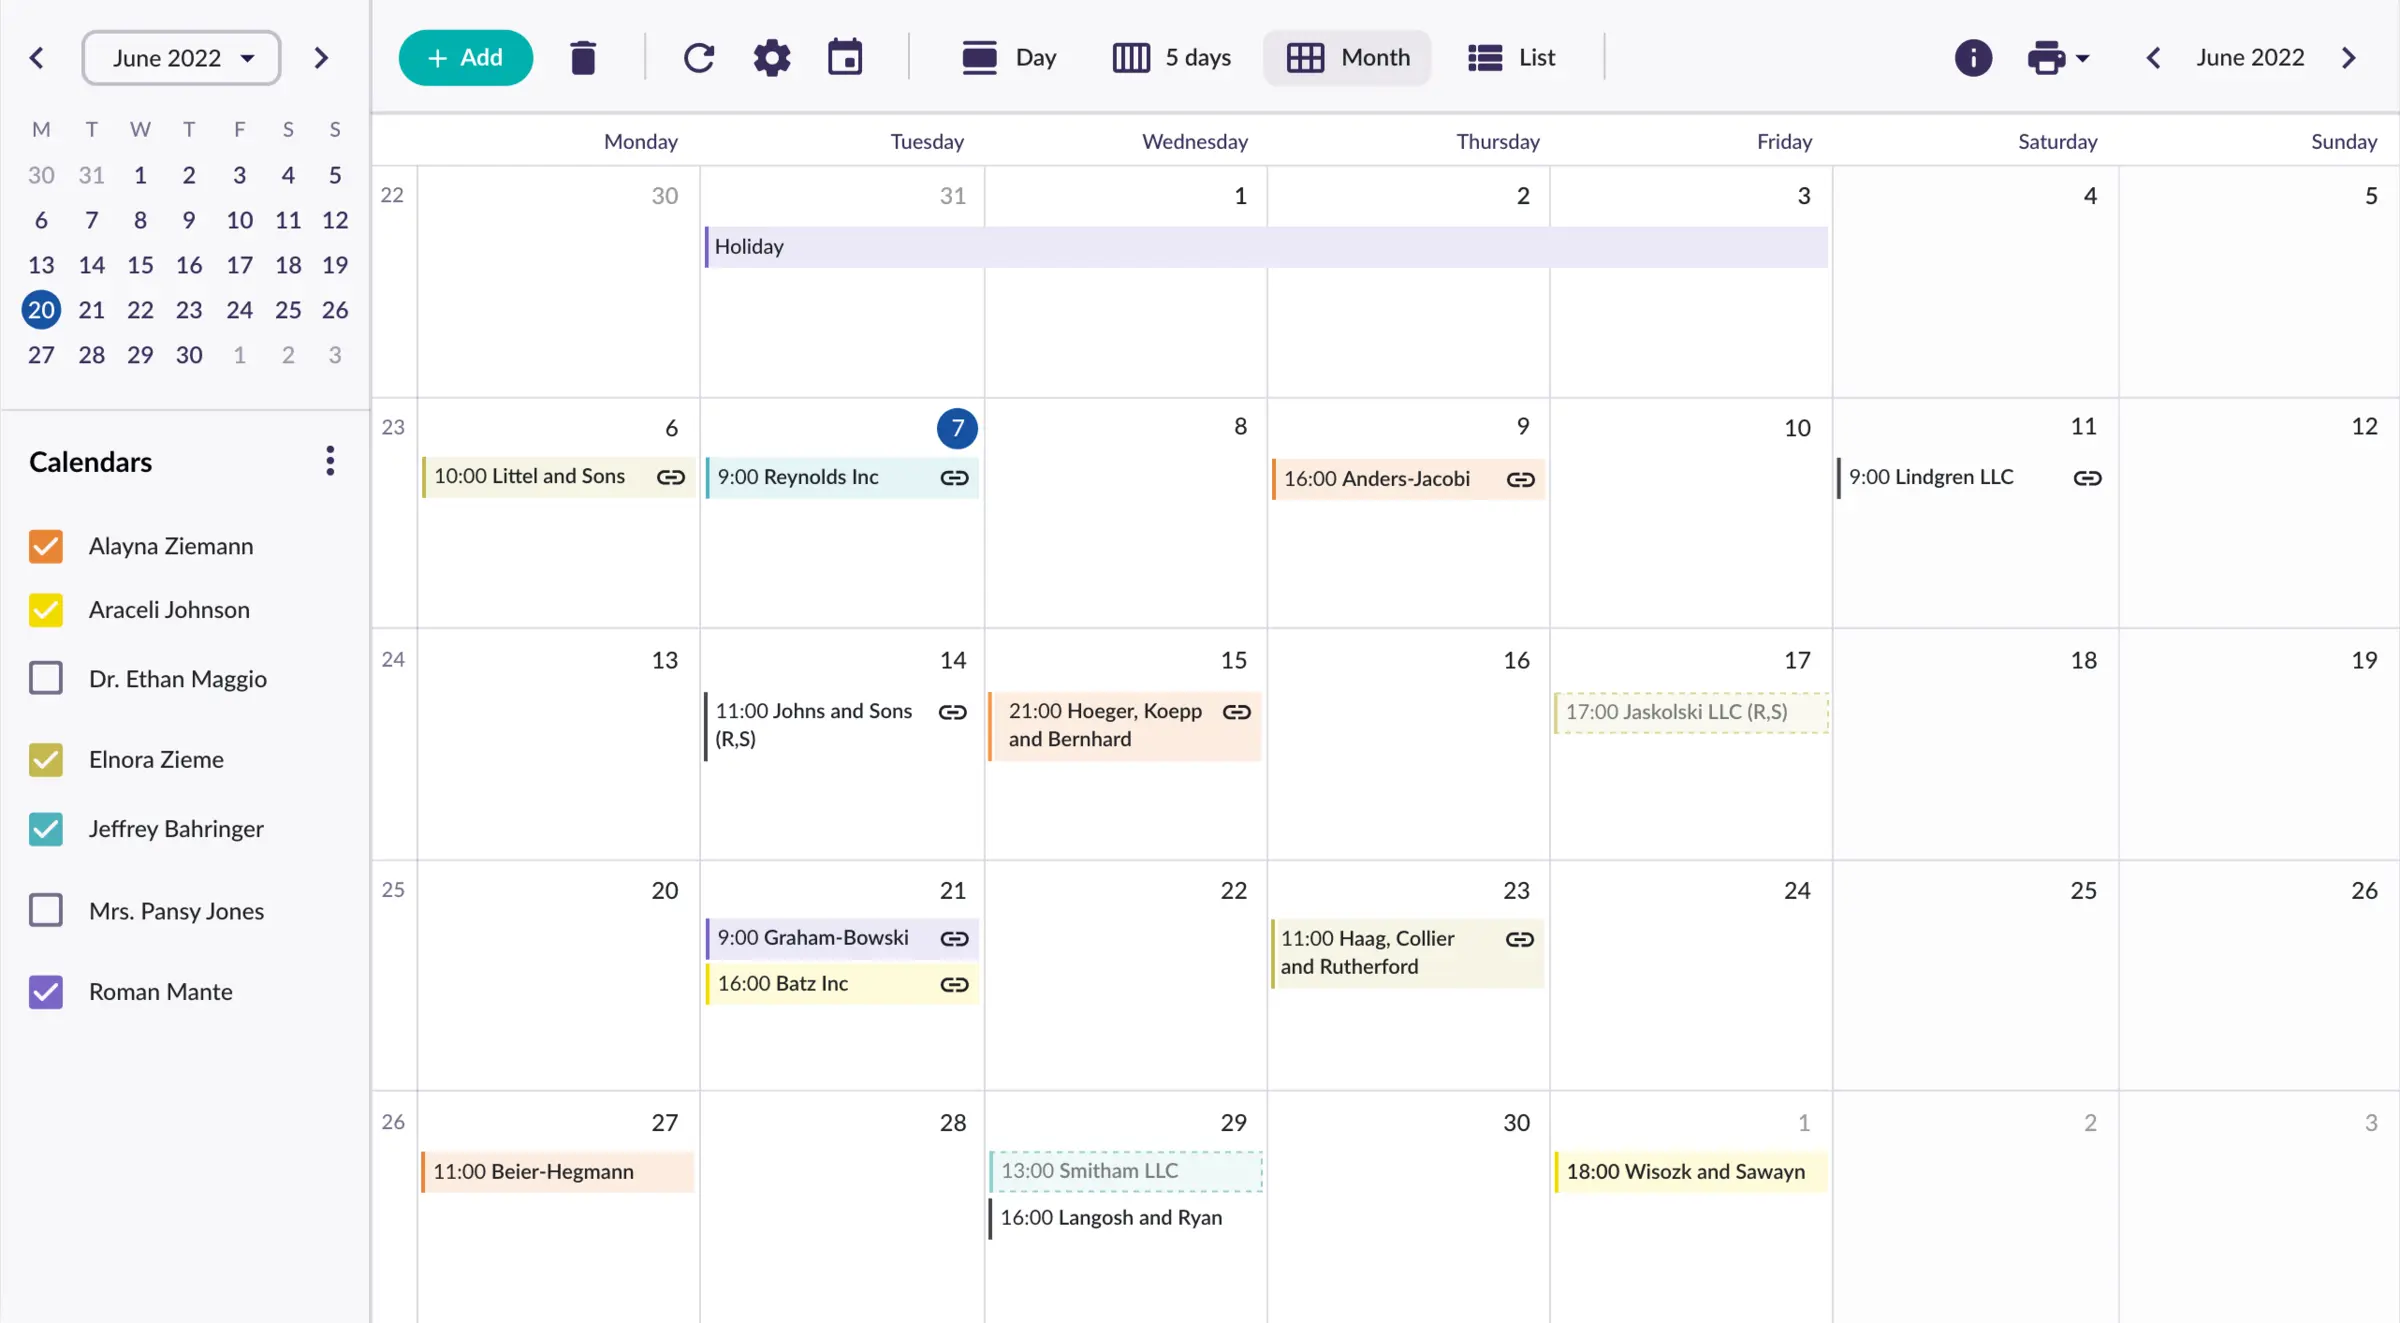 June 2022
M T W T F S S
30 31 1 2 3 4 5
6 7 8 9 10 11 12
13 14 15 16 17 18 19
20 21 22 23 24 25 26
27 28 29 30 1 2 3
Calendars
Alayna Ziemann
Araceli Johnson
Dr. Ethan Maggio
Elnora Zieme
Jeffrey Bahringer
Mrs. Pansy Jones
Roman Mante
+ Add
Day
5 days
Month
List
June 2022
Monday Tuesday Wednesday Thursday Friday Saturday Sunday
22 30 31 1 2 3 4 5
Holiday
23 6 7 8 9 10 11 12
10:00 Littel and Sons
9:00 Reynolds Inc
16:00 Anders-Jacobi
9:00 Lindgren LLC
24 13 14 15 16 17 18 19
11:00 Johns and Sons
(R,S)
21:00 Hoeger, Koepp
and Bernhard
17:00 Jaskolski LLC (R,S)
25 20 21 22 23 24 25 26
9:00 Graham-Bowski
16:00 Batz Inc
11:00 Haag, Collier
and Rutherford
26 27 28 29 30 1 2 3
11:00 Beier-Hegmann
13:00 Smitham LLC
16:00 Langosh and Ryan
18:00 Wisozk and Sawayn